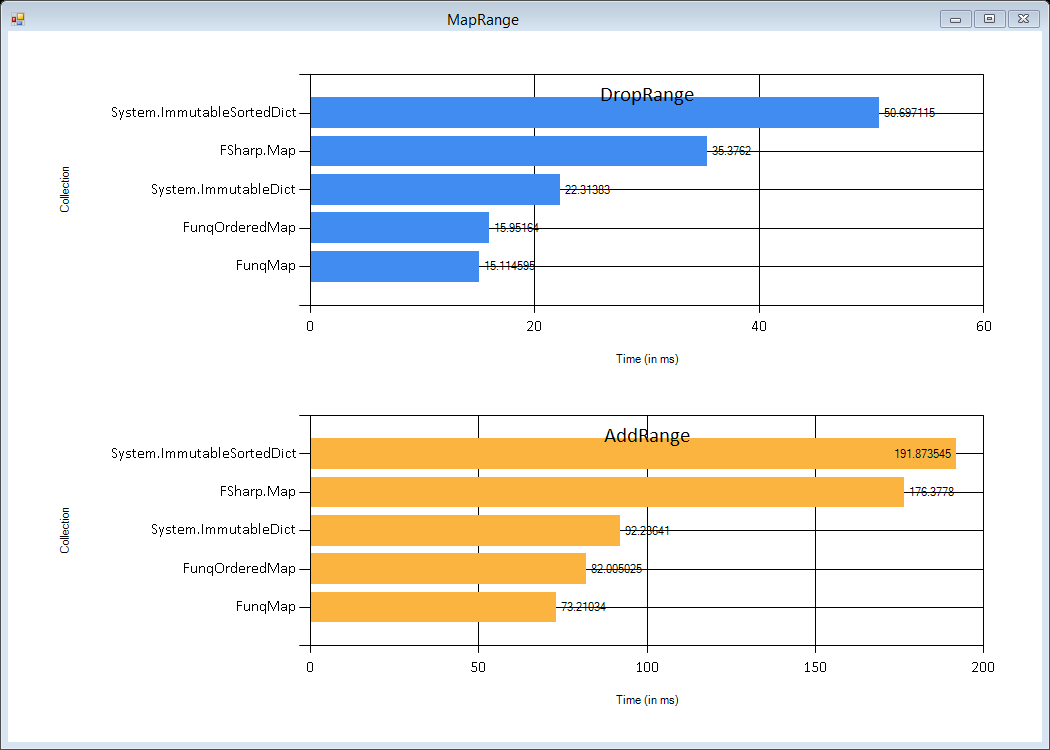 MapRange
DropRange
Collection
System.ImmutableSortedDict
50.697115
FSharp.Map
35.3762
System.ImmutableDict
22.31383
FunqOrderedMap
15.95164
FunqMap
15.114595
0 20 40 60
Time (in ms)
AddRange
Collection
System.ImmutableSortedDict
191.873545
FSharp.Map
176.3778
System.ImmutableDict
92.23641
FunqOrderedMap
82.005025
FunqMap
73.21034
0 50 100 150 200
Time (in ms)